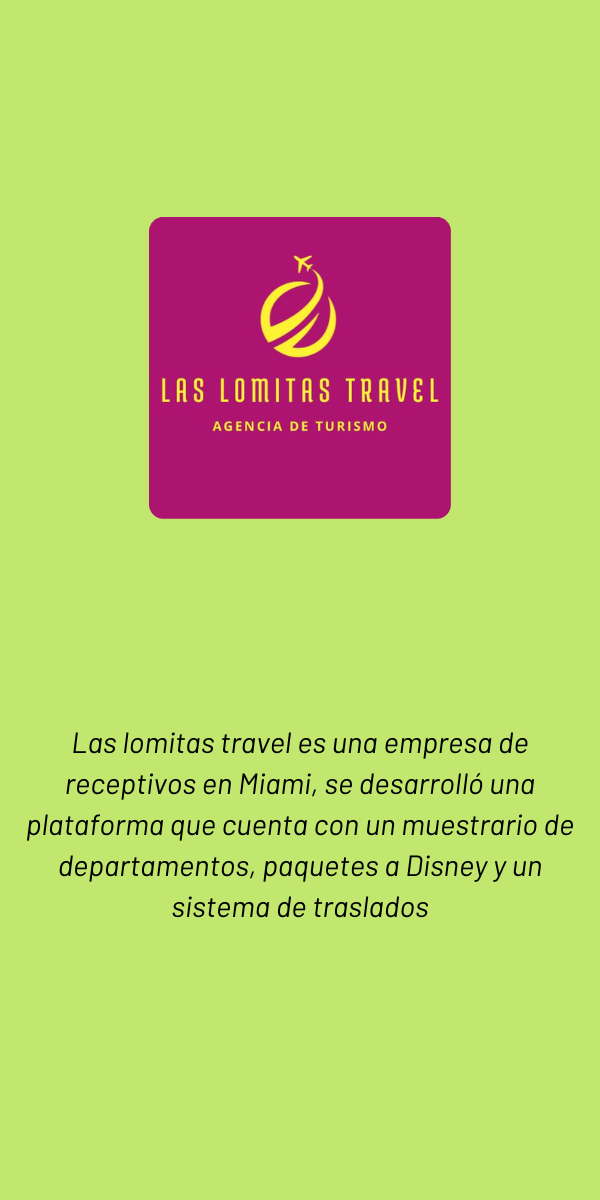 LAS LOMITAS TRAVEL
AGENCIA DE TURISMO
Las lomitas travel es una empresa de
receptivos en Miami, se desarrolló una
plataforma que cuenta con un muestrario de
departamentos, paquetes a Disney y un
sistema de traslados